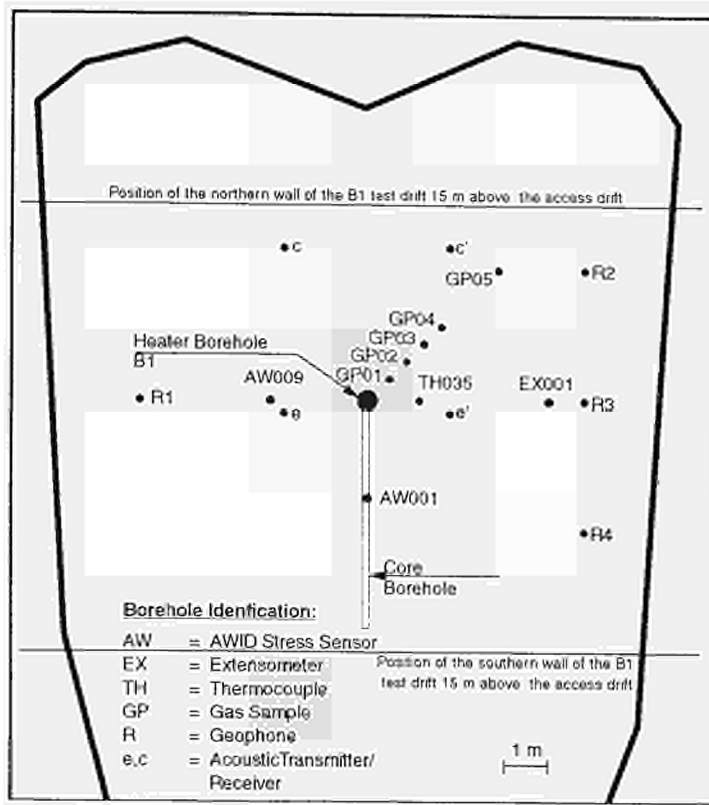 Position of the northern wall of the B1 test drift 15 m above the access drift
c
c'
GP05
R2
GP04
Heater Borehole
B1
GP03
GP02
GP01
AW009
TH035
EX001
R1
R3
e
e'
AW001
R4
Core
Borehole
Borehole Idenfication:
AW = AWID Stress Sensor
EX = Extensometer
TH = Thermocouple
GP = Gas Sample
R = Geophone
e,c = AcousticTransmitter/
Receiver
Position of the southern wall of the B1
test drift 15 m above the access drift
1 m